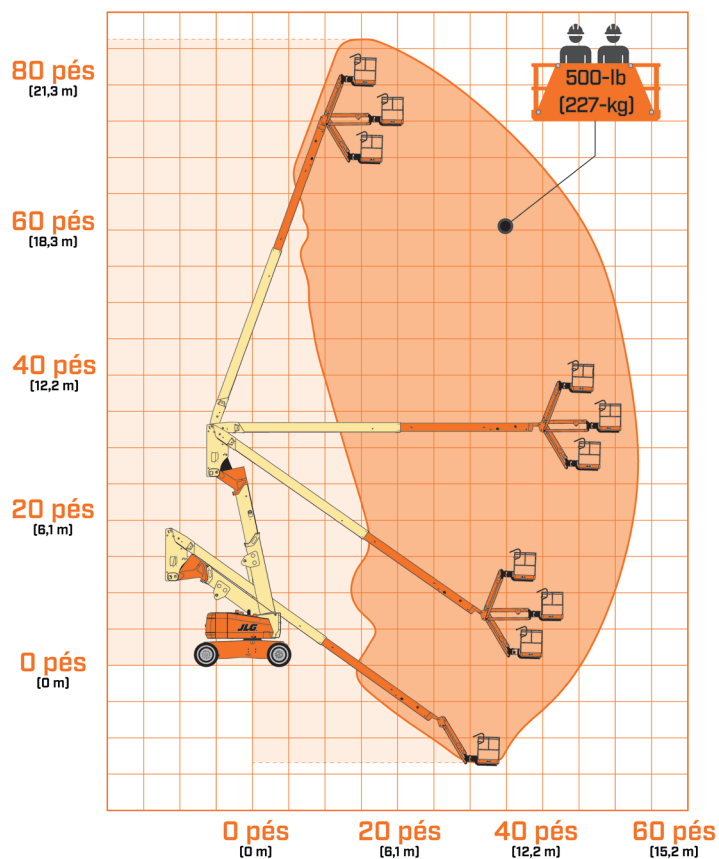 500-lb
(227-kg)
80 pés
(21,3 m)
60 pés
(18,3 m)
40 pés
(12,2 m)
20 pés
(6,1 m)
JLG
0 pés
(0 m)
0 pés
(0 m)
20 pés
(6,1 m)
40 pés
(12,2 m)
60 pés
(15,2 m)